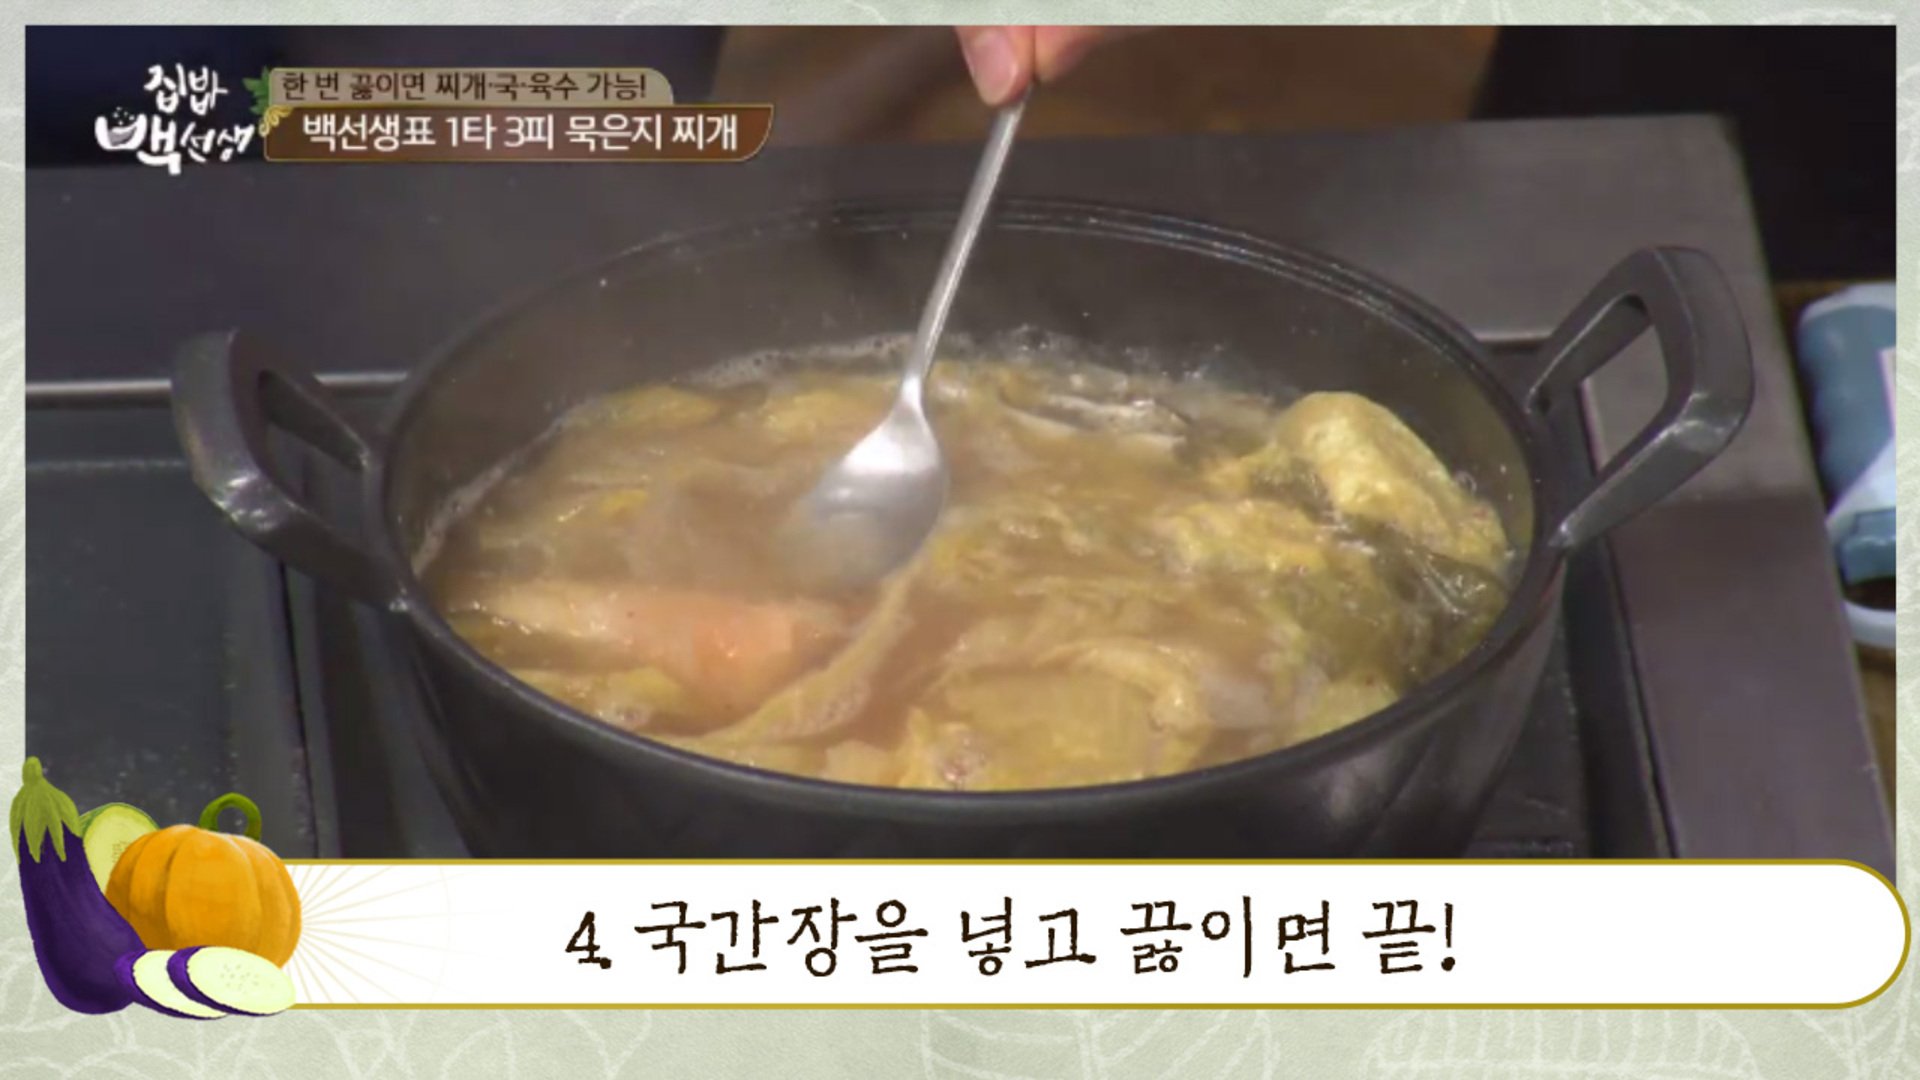 집밥
백선생
한 번 끓이면 찌개·국·육수 가능!
백선생표 1타 3피 묵은지 찌개
4. 국간장을 넣고 끓이면 끝!